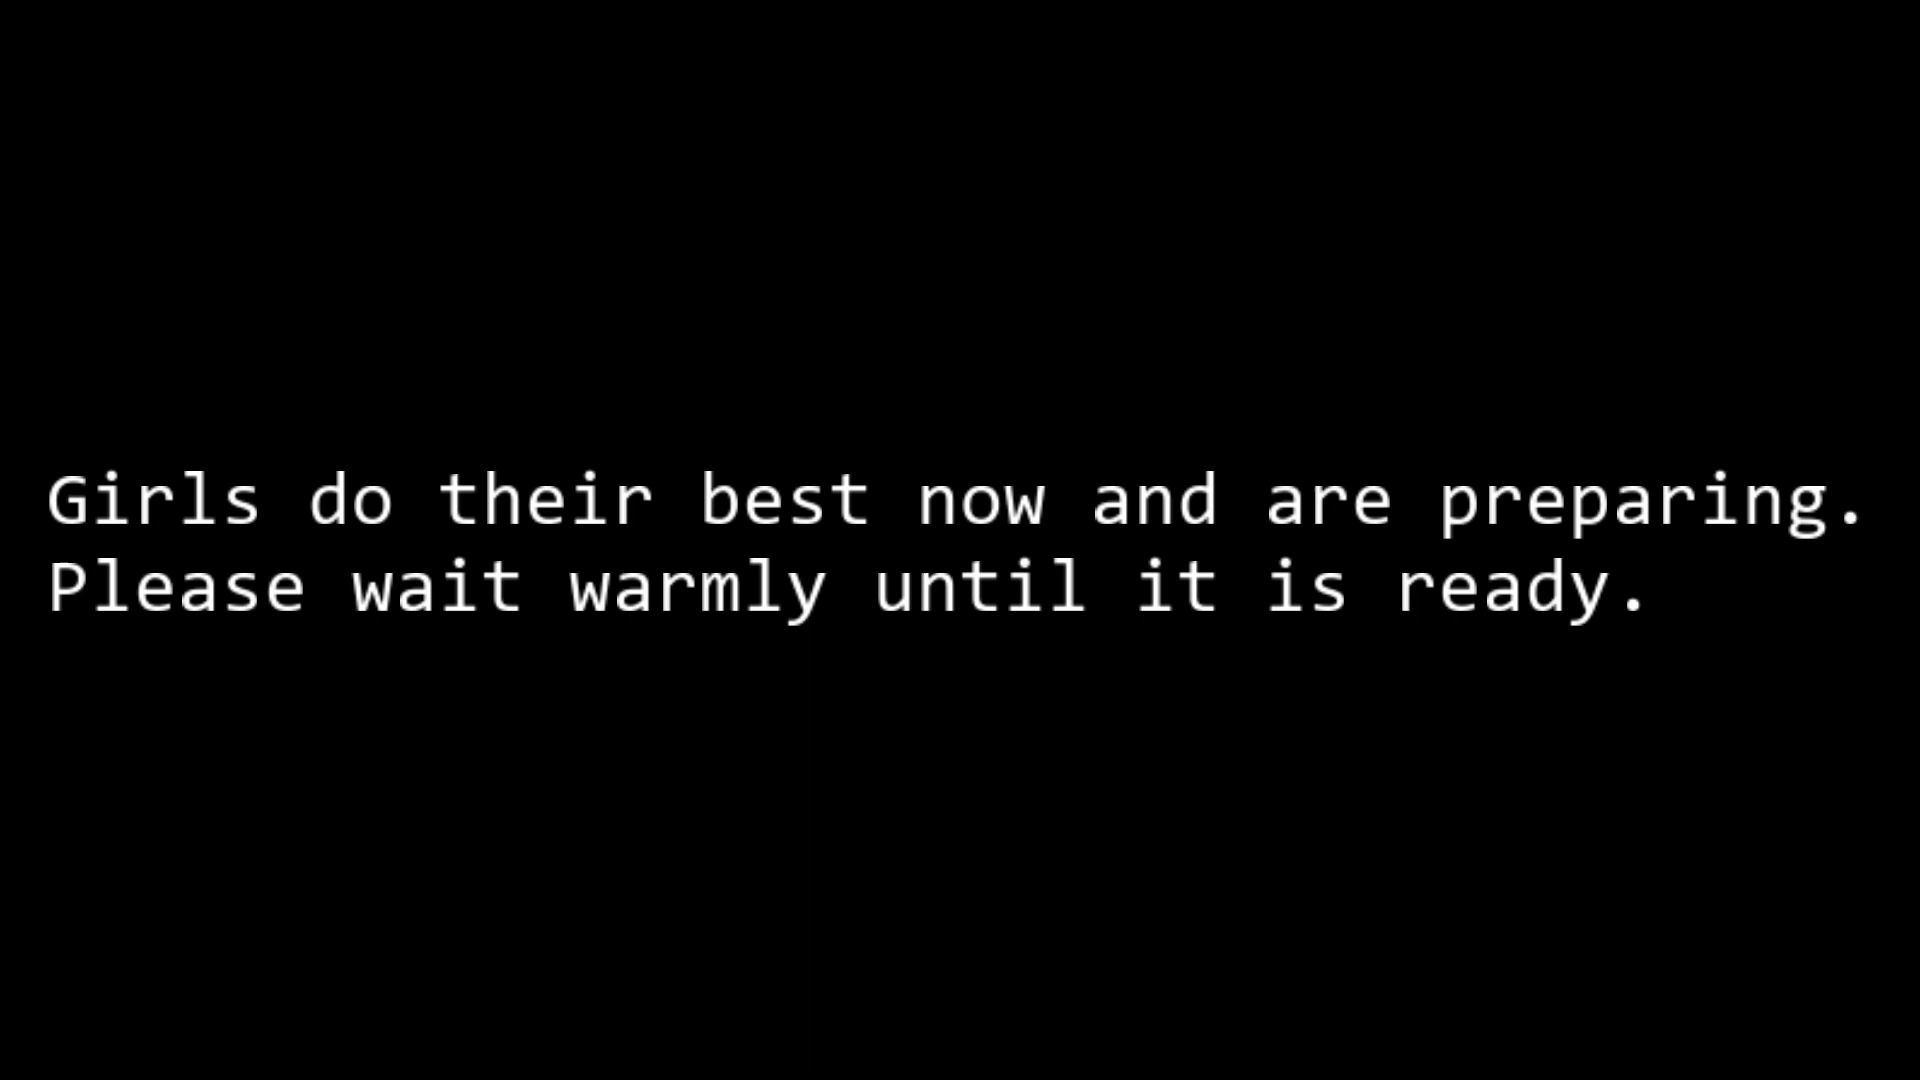 Girls do their best now and are preparing.
Please wait warmly until it is ready.